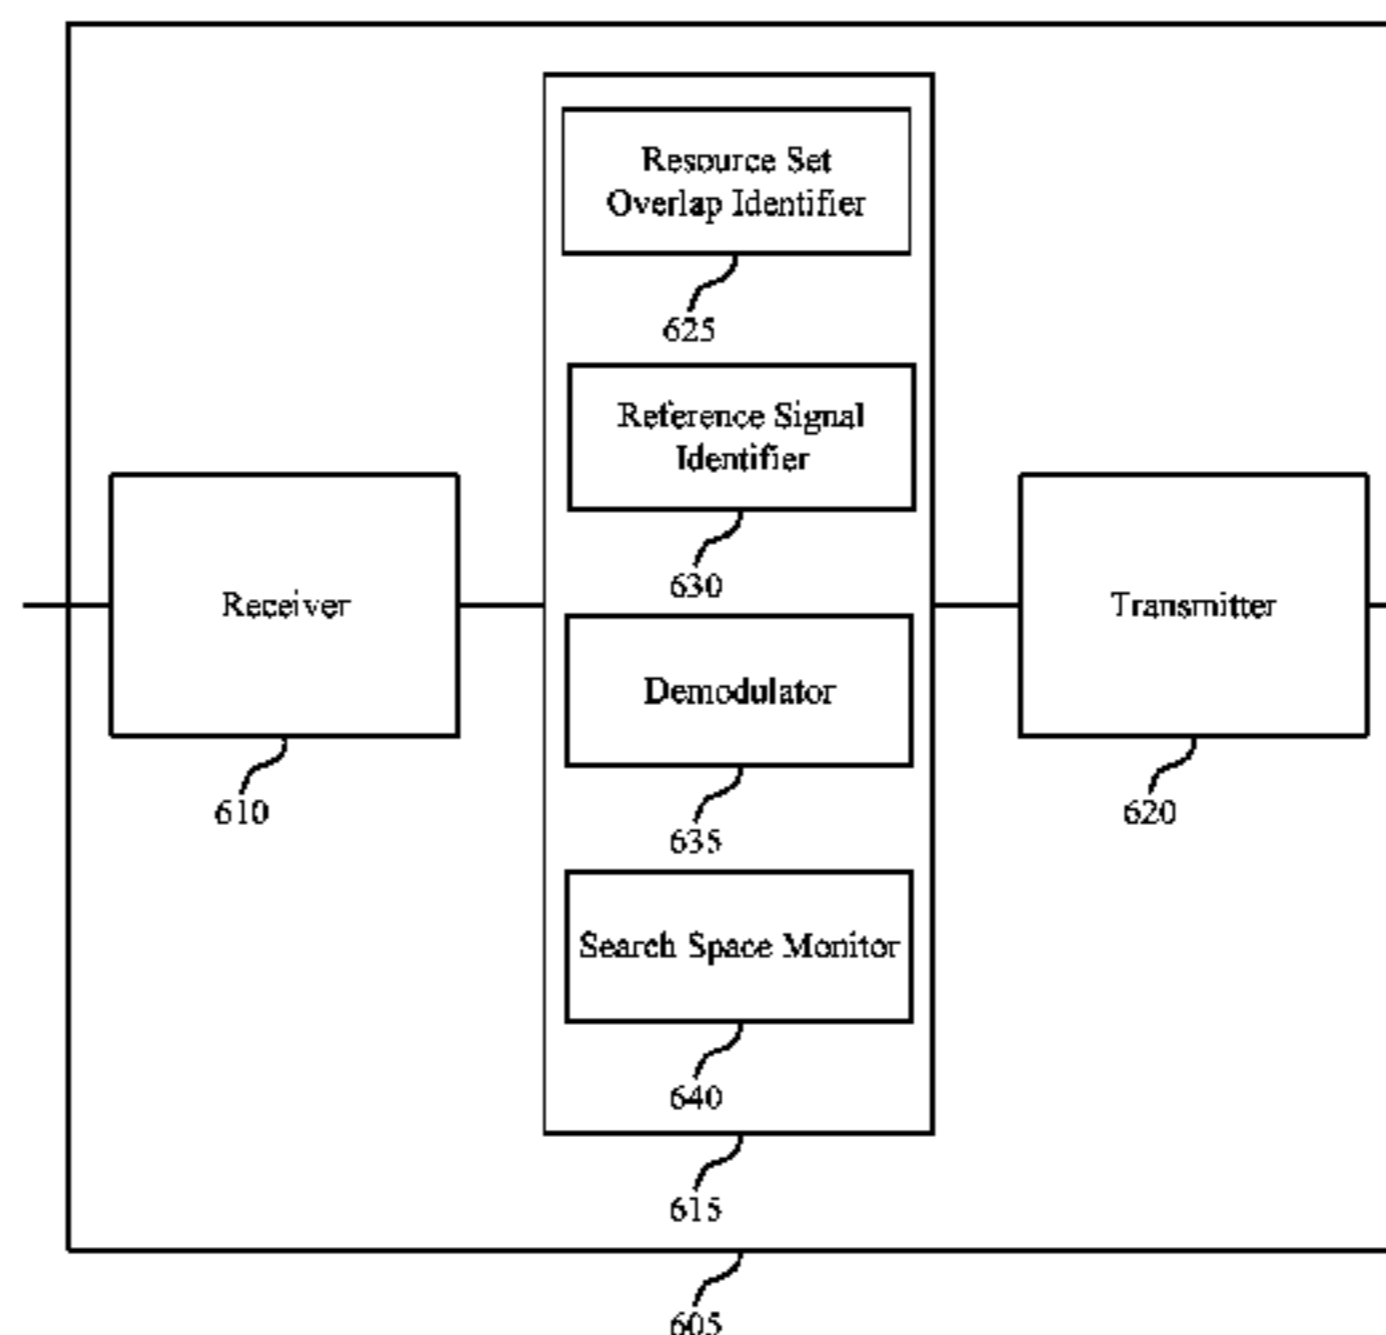 Resource Set
Overlap Identifier
625
Reference Signal
Identifier
630
Receiver
610
Demodulator
635
Transmitter
620
Search Space Monitor
640
615
605